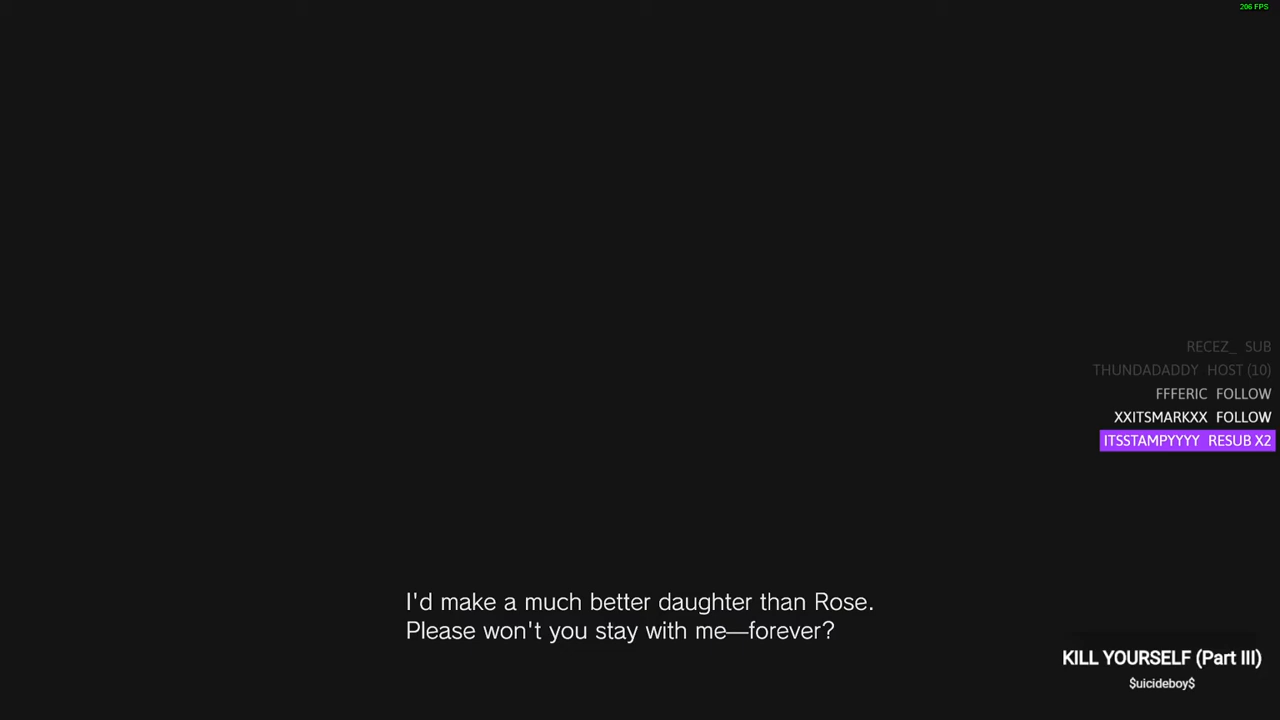 206 FPS
RECEZ_ SUB
THUNDADADDY HOST (10)
FFFERIC FOLLOW
XXITSMARKXX FOLLOW
ITSSTAMPYYYY RESUB X2
I'd make a much better daughter than Rose.
Please won't you stay with me—forever?
KILL YOURSELF (Part III)
$uicideboy$